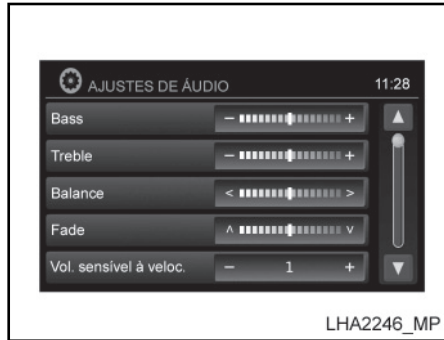 AJUSTES DE ÁUDIO 11:28
Bass - +
Treble - +
Balance < >
Fade ʌ v
Vol. sensível à veloc. - 1 +
LHA2246_MP